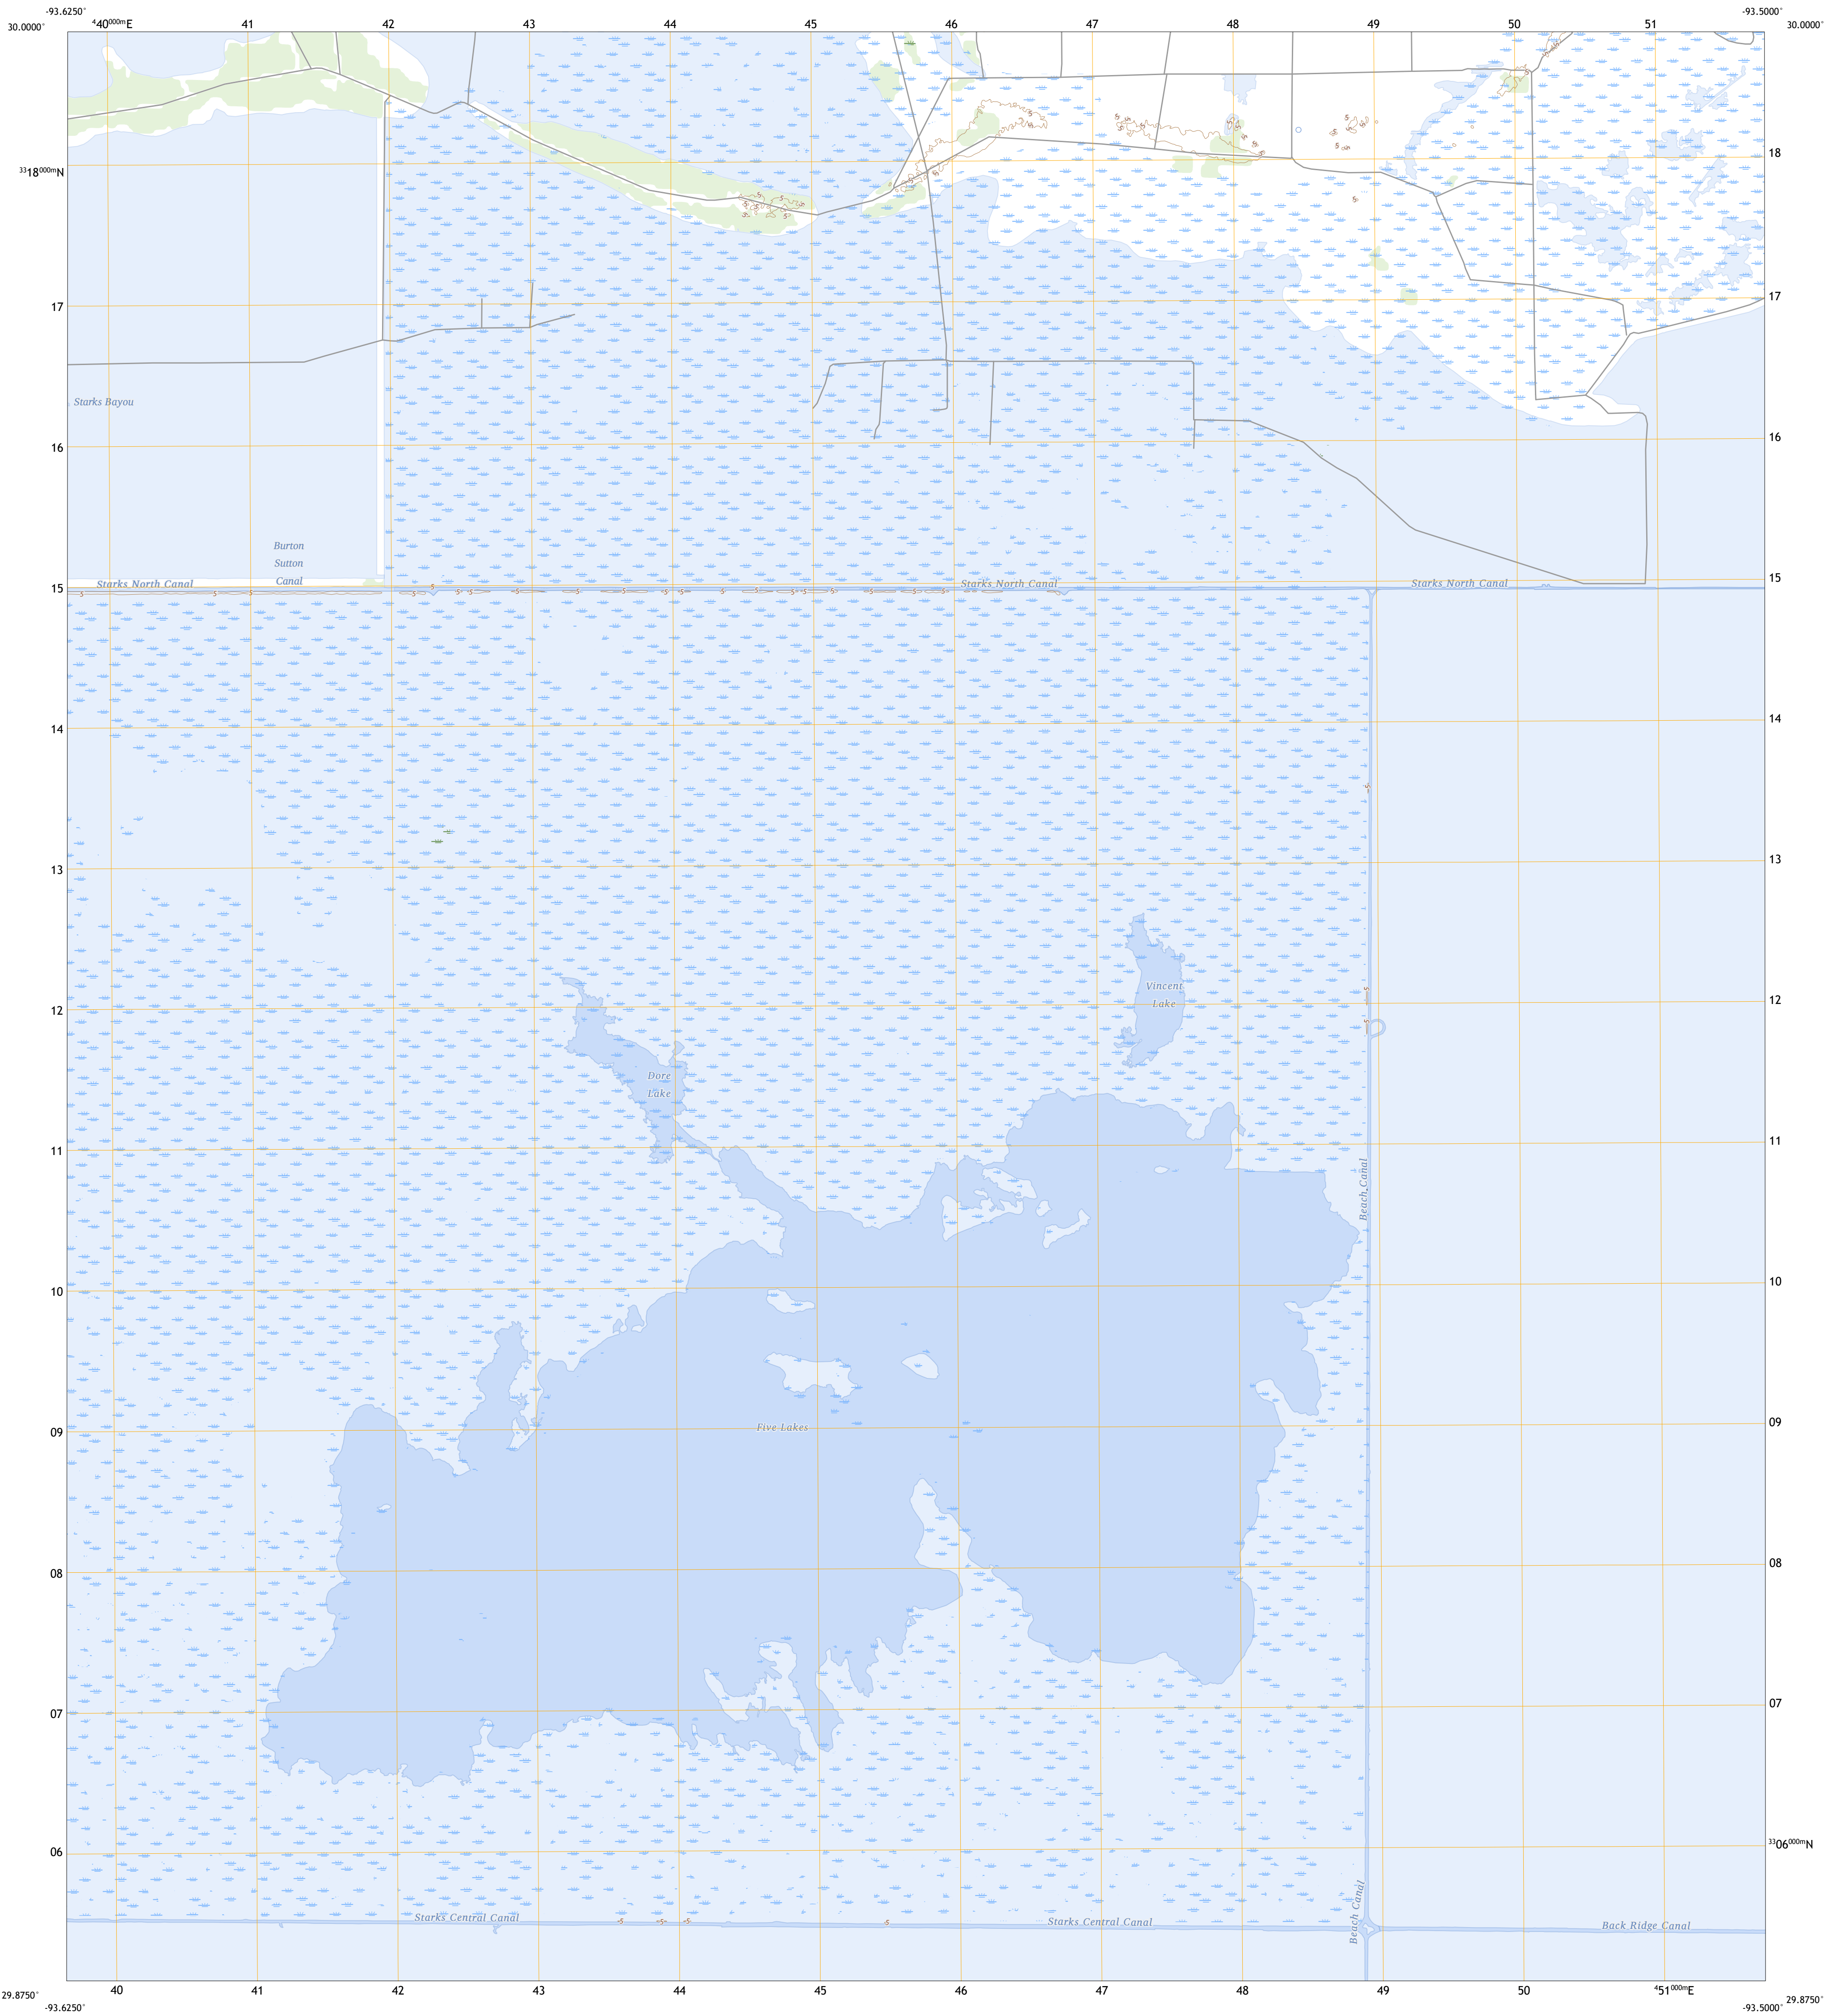 -93.6250° -93.5000°
30.0000° ⁴40⁰⁰⁰ᵐE 41 42 43 44 45 46 47 48 49 50 51 30.0000°
³³18⁰⁰⁰ᵐN 18
17 17
Starks Bayou
16 16
Burton
Sutton
Canal
Starks North Canal Starks North Canal Starks North Canal
15 15
14 14
13 13
Vincent
Lake
12 12
Dore
Lake
11 11
Beach Canal
10 10
Five Lakes
09 09
08 08
07 07
06 ³³06⁰⁰⁰ᵐN
Beach Canal
Starks Central Canal Starks Central Canal Back Ridge Canal
29.8750° 40 41 42 43 44 45 46 47 48 49 50 ⁴51⁰⁰⁰ᵐE 29.8750°
-93.6250° -93.5000°